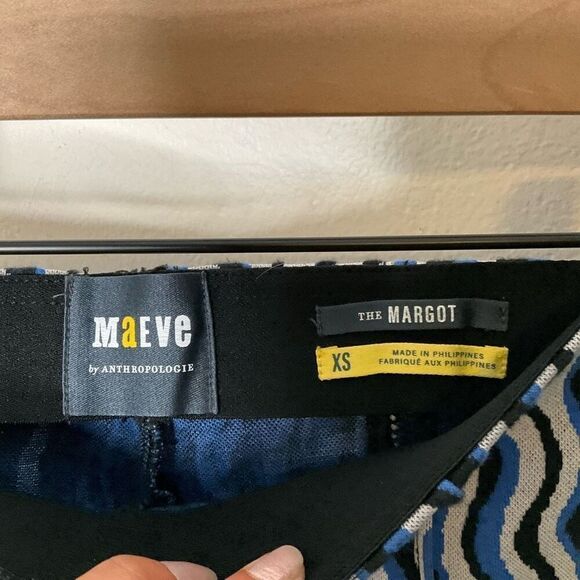 MaEVe
by ANTHROPOLOGIE
THE MARGOT
XS
MADE IN PHILIPPINES
FABRIQUÉ AUX PHILIPPINES